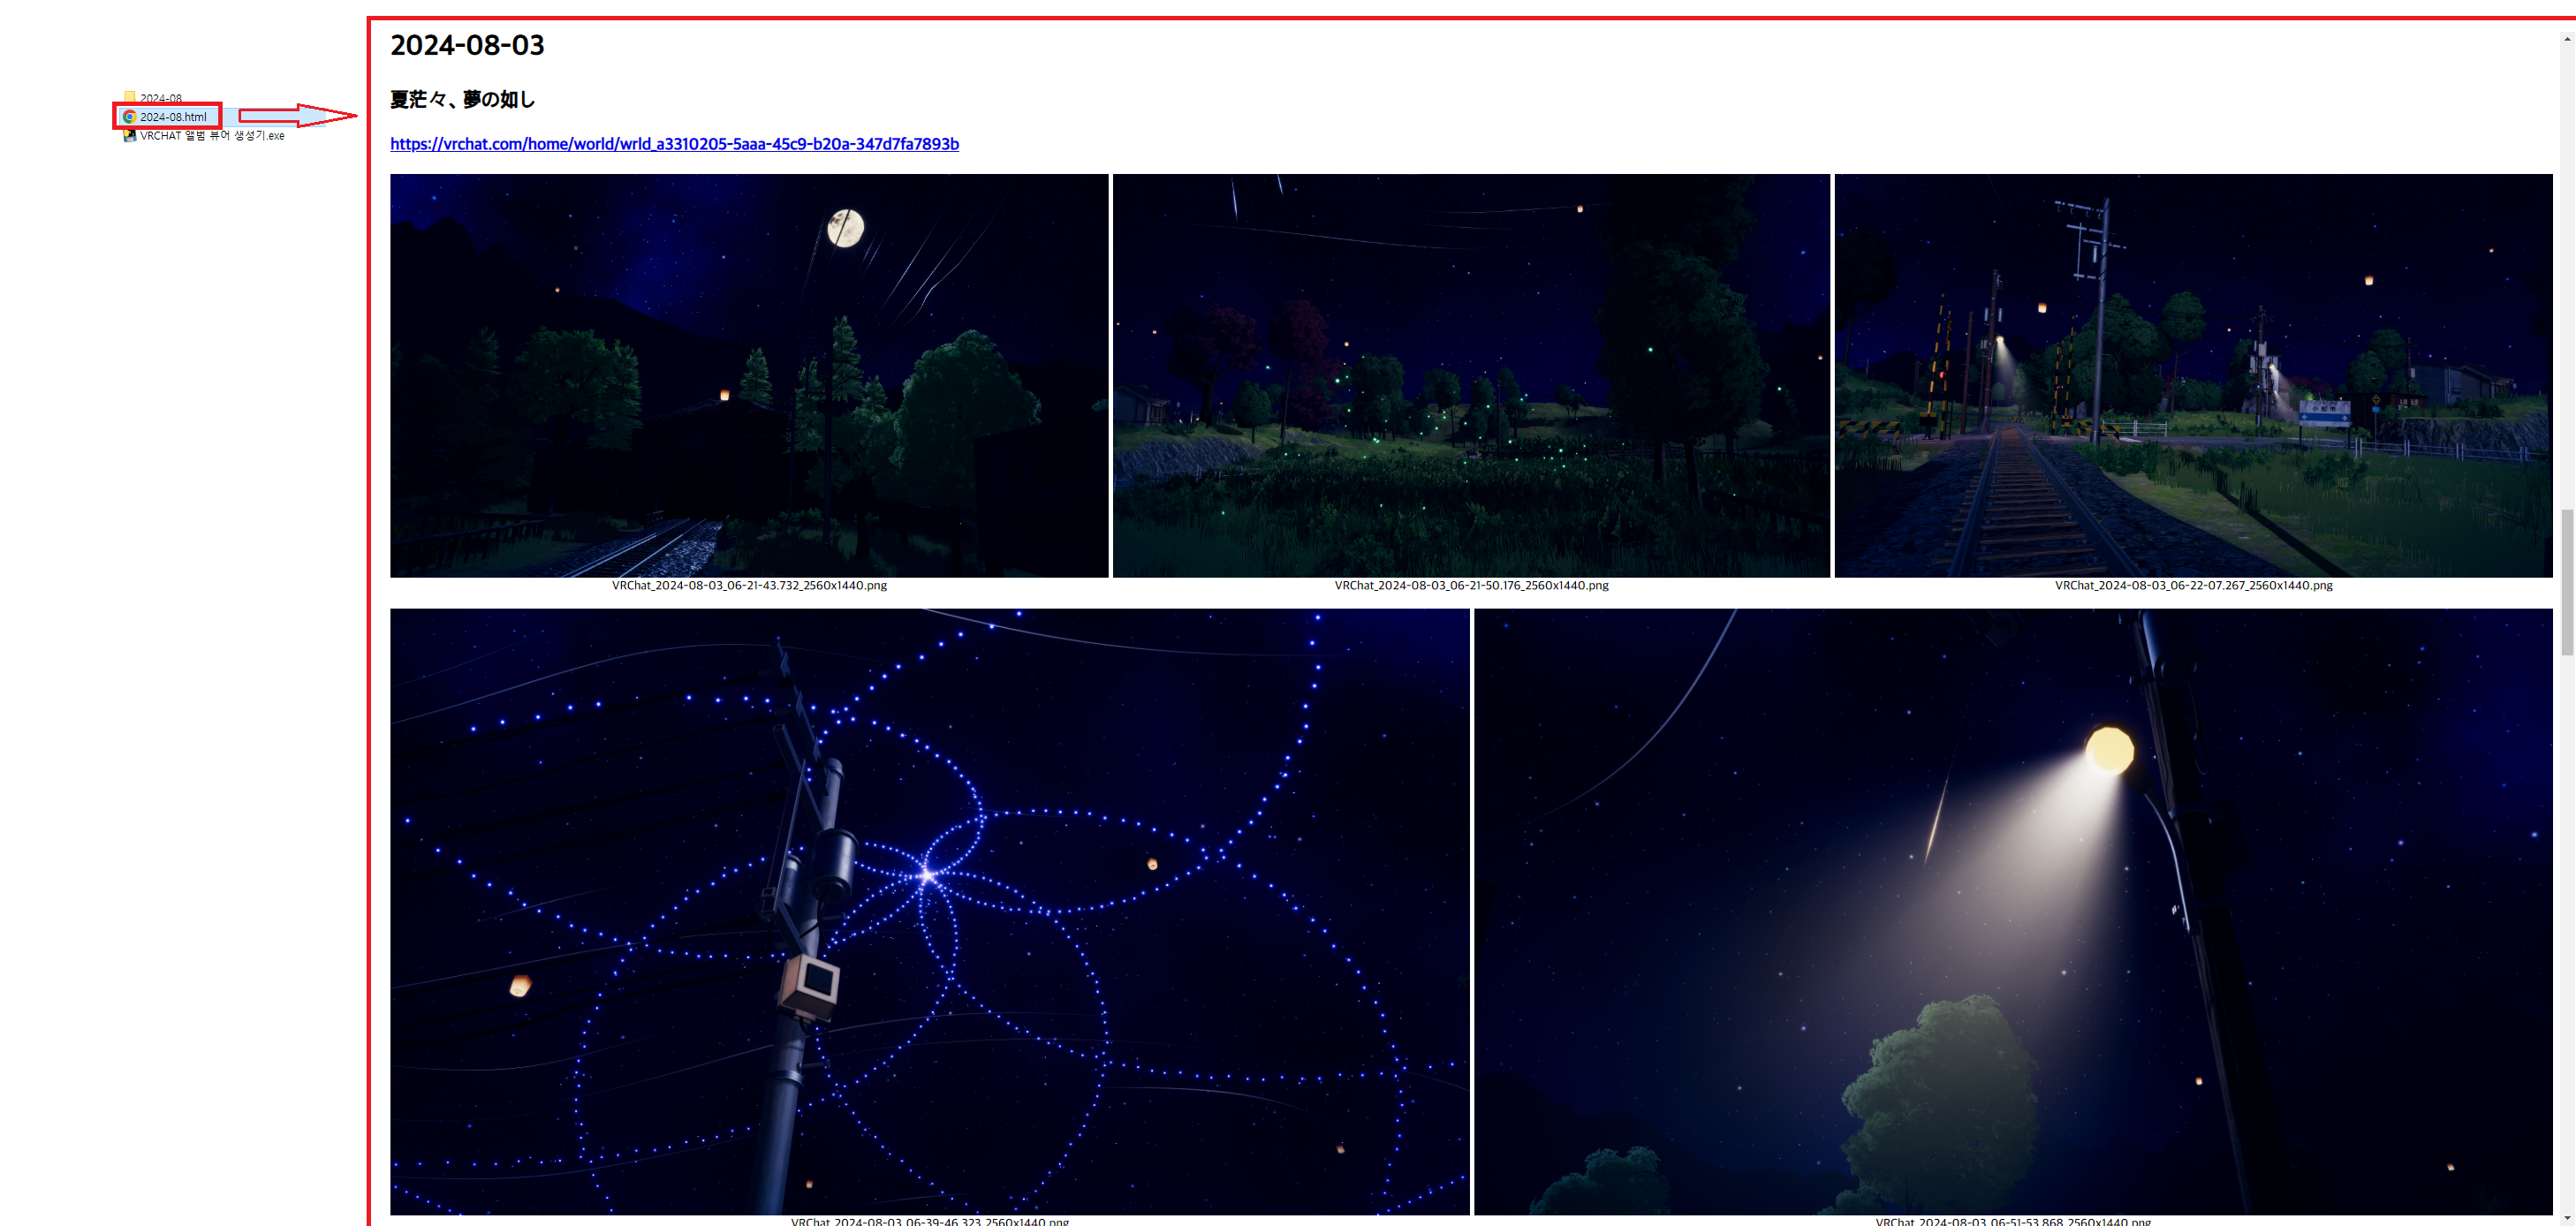 2024-08
2024-08.html
VRCHAT 앨범 뷰어 생성기.exe
2024-08-03
夏茫々、夢の如し
https://vrchat.com/home/world/wrld_a3310205-5aaa-45c9-b20a-347d7fa7893b
VRChat_2024-08-03_06-21-43.732_2560x1440.png
VRChat_2024-08-03_06-21-50.176_2560x1440.png
VRChat_2024-08-03_06-22-07.267_2560x1440.png
VRChat_2024-08-03_06-39-46.323_2560x1440.png
VRChat_2024-08-03_06-51-53.868_2560x1440.png